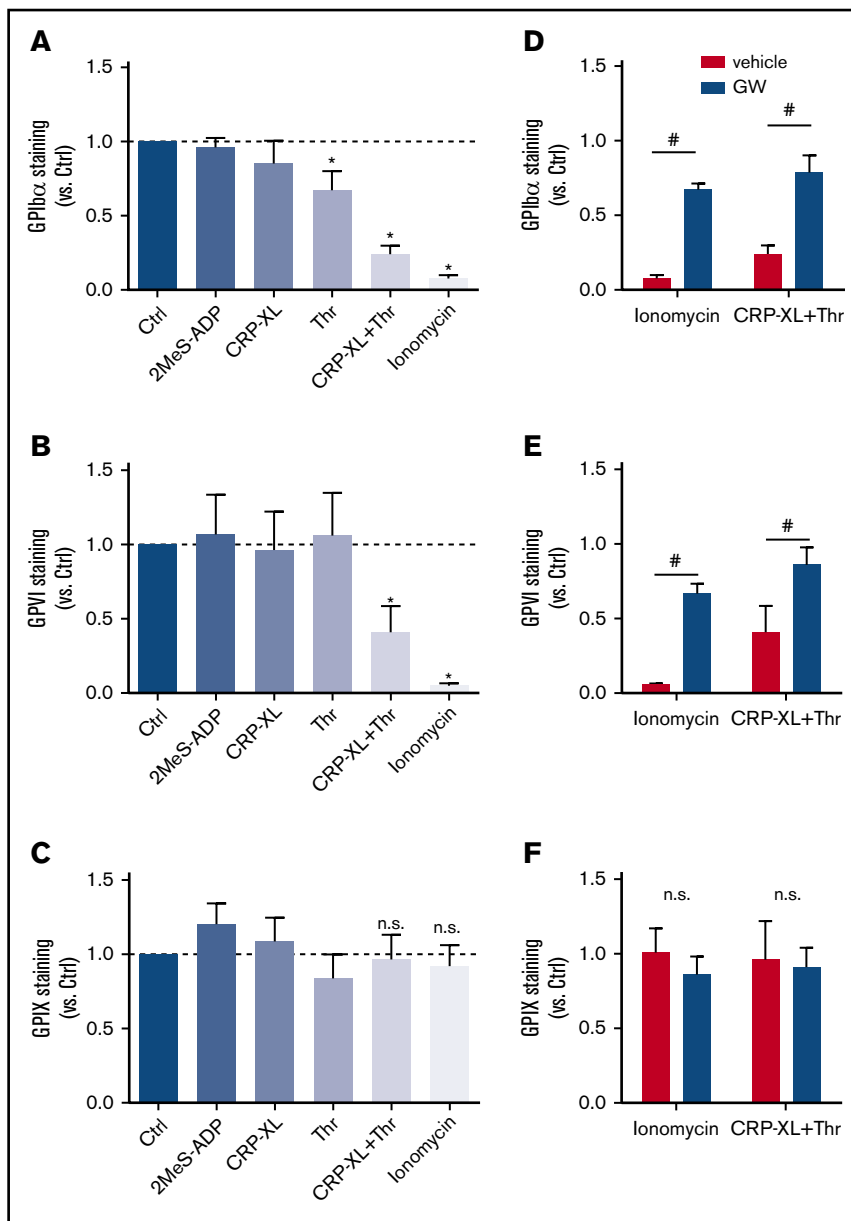 A
GPIbα staining
(vs. Ctrl)
1.5
1.0
0.5
0.0
*
*
*
Ctrl
2MeS-ADP
CRP-XL
Thr
CRP-XL+Thr
Ionomycin
D
vehicle
GW
GPIbα staining
(vs. Ctrl)
1.5
1.0
0.5
0.0
#
#
Ionomycin
CRP-XL+Thr
B
GPVI staining
(vs. Ctrl)
1.5
1.0
0.5
0.0
*
*
Ctrl
2MeS-ADP
CRP-XL
Thr
CRP-XL+Thr
Ionomycin
E
GPVI staining
(vs. Ctrl)
1.5
1.0
0.5
0.0
#
#
Ionomycin
CRP-XL+Thr
C
GPIX staining
(vs. Ctrl)
1.5
1.0
0.5
0.0
n.s.
n.s.
Ctrl
2MeS-ADP
CRP-XL
Thr
CRP-XL+Thr
Ionomycin
F
GPIX staining
(vs. Ctrl)
1.5
1.0
0.5
0.0
n.s.
n.s.
Ionomycin
CRP-XL+Thr